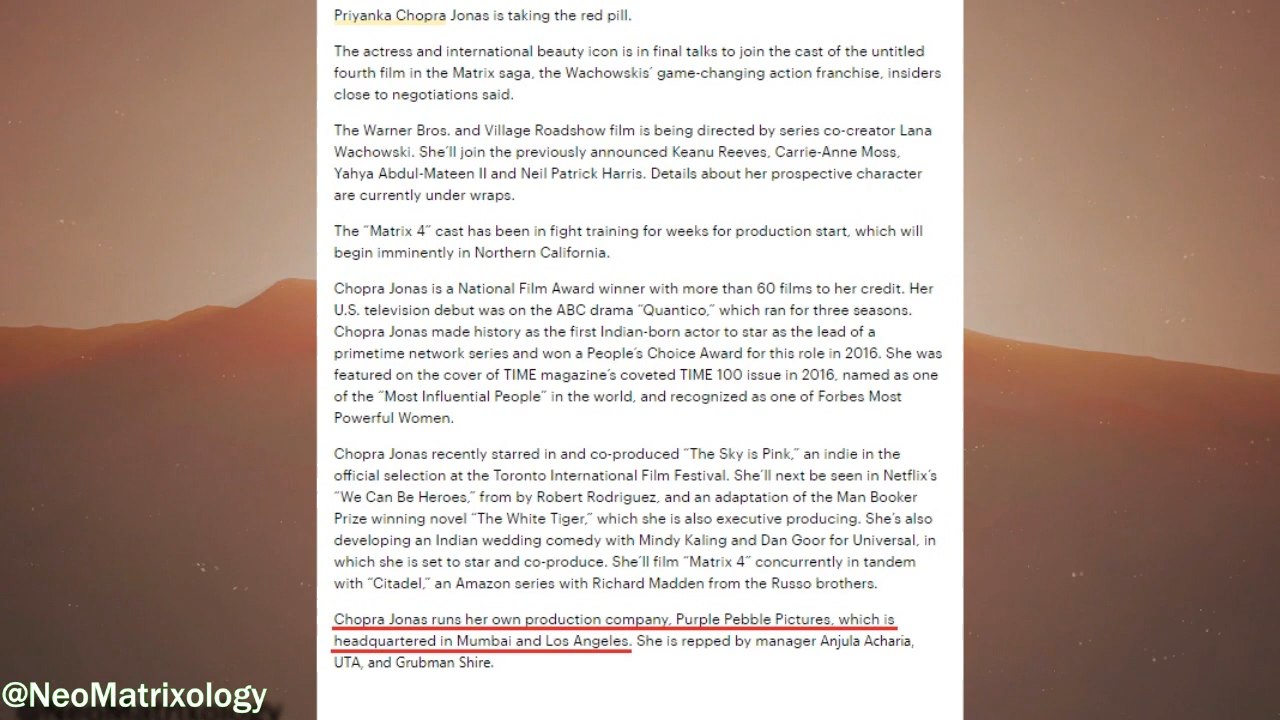 Priyanka Chopra Jonas is taking the red pill.
The actress and international beauty icon is in final talks to join the cast of the untitled
fourth film in the Matrix saga, the Wachowskis' game-changing action franchise, insiders
close to negotiations said.
The Warner Bros. and Village Roadshow film is being directed by series co-creator Lana
Wachowski. She'll join the previously announced Keanu Reeves, Carrie-Anne Moss,
Yahya Abdul-Mateen II and Neil Patrick Harris. Details about her prospective character
are currently under wraps.
The "Matrix 4" cast has been in fight training for weeks for production start, which will
begin imminently in Northern California.
Chopra Jonas is a National Film Award winner with more than 60 films to her credit. Her
U.S. television debut was on the ABC drama "Quantico," which ran for three seasons.
Chopra Jonas made history as the first Indian-born actor to star as the lead of a
primetime network series and won a People's Choice Award for this role in 2016. She was
featured on the cover of TIME magazine's coveted TIME 100 issue in 2016, named as one
of the "Most Influential People" in the world, and recognized as one of Forbes Most
Powerful Women.
Chopra Jonas recently starred in and co-produced "The Sky is Pink," an indie in the
official selection at the Toronto International Film Festival. She'll next be seen in Netflix's
"We Can Be Heroes," from by Robert Rodriguez, and an adaptation of the Man Booker
Prize winning novel "The White Tiger," which she is also executive producing. She's also
developing an Indian wedding comedy with Mindy Kaling and Dan Goor for Universal, in
which she is set to star and co-produce. She'll film "Matrix 4" concurrently in tandem
with "Citadel," an Amazon series with Richard Madden from the Russo brothers.
Chopra Jonas runs her own production company, Purple Pebble Pictures, which is
headquartered in Mumbai and Los Angeles. She is repped by manager Anjula Acharia,
UTA, and Grubman Shire.
@NeoMatrixology